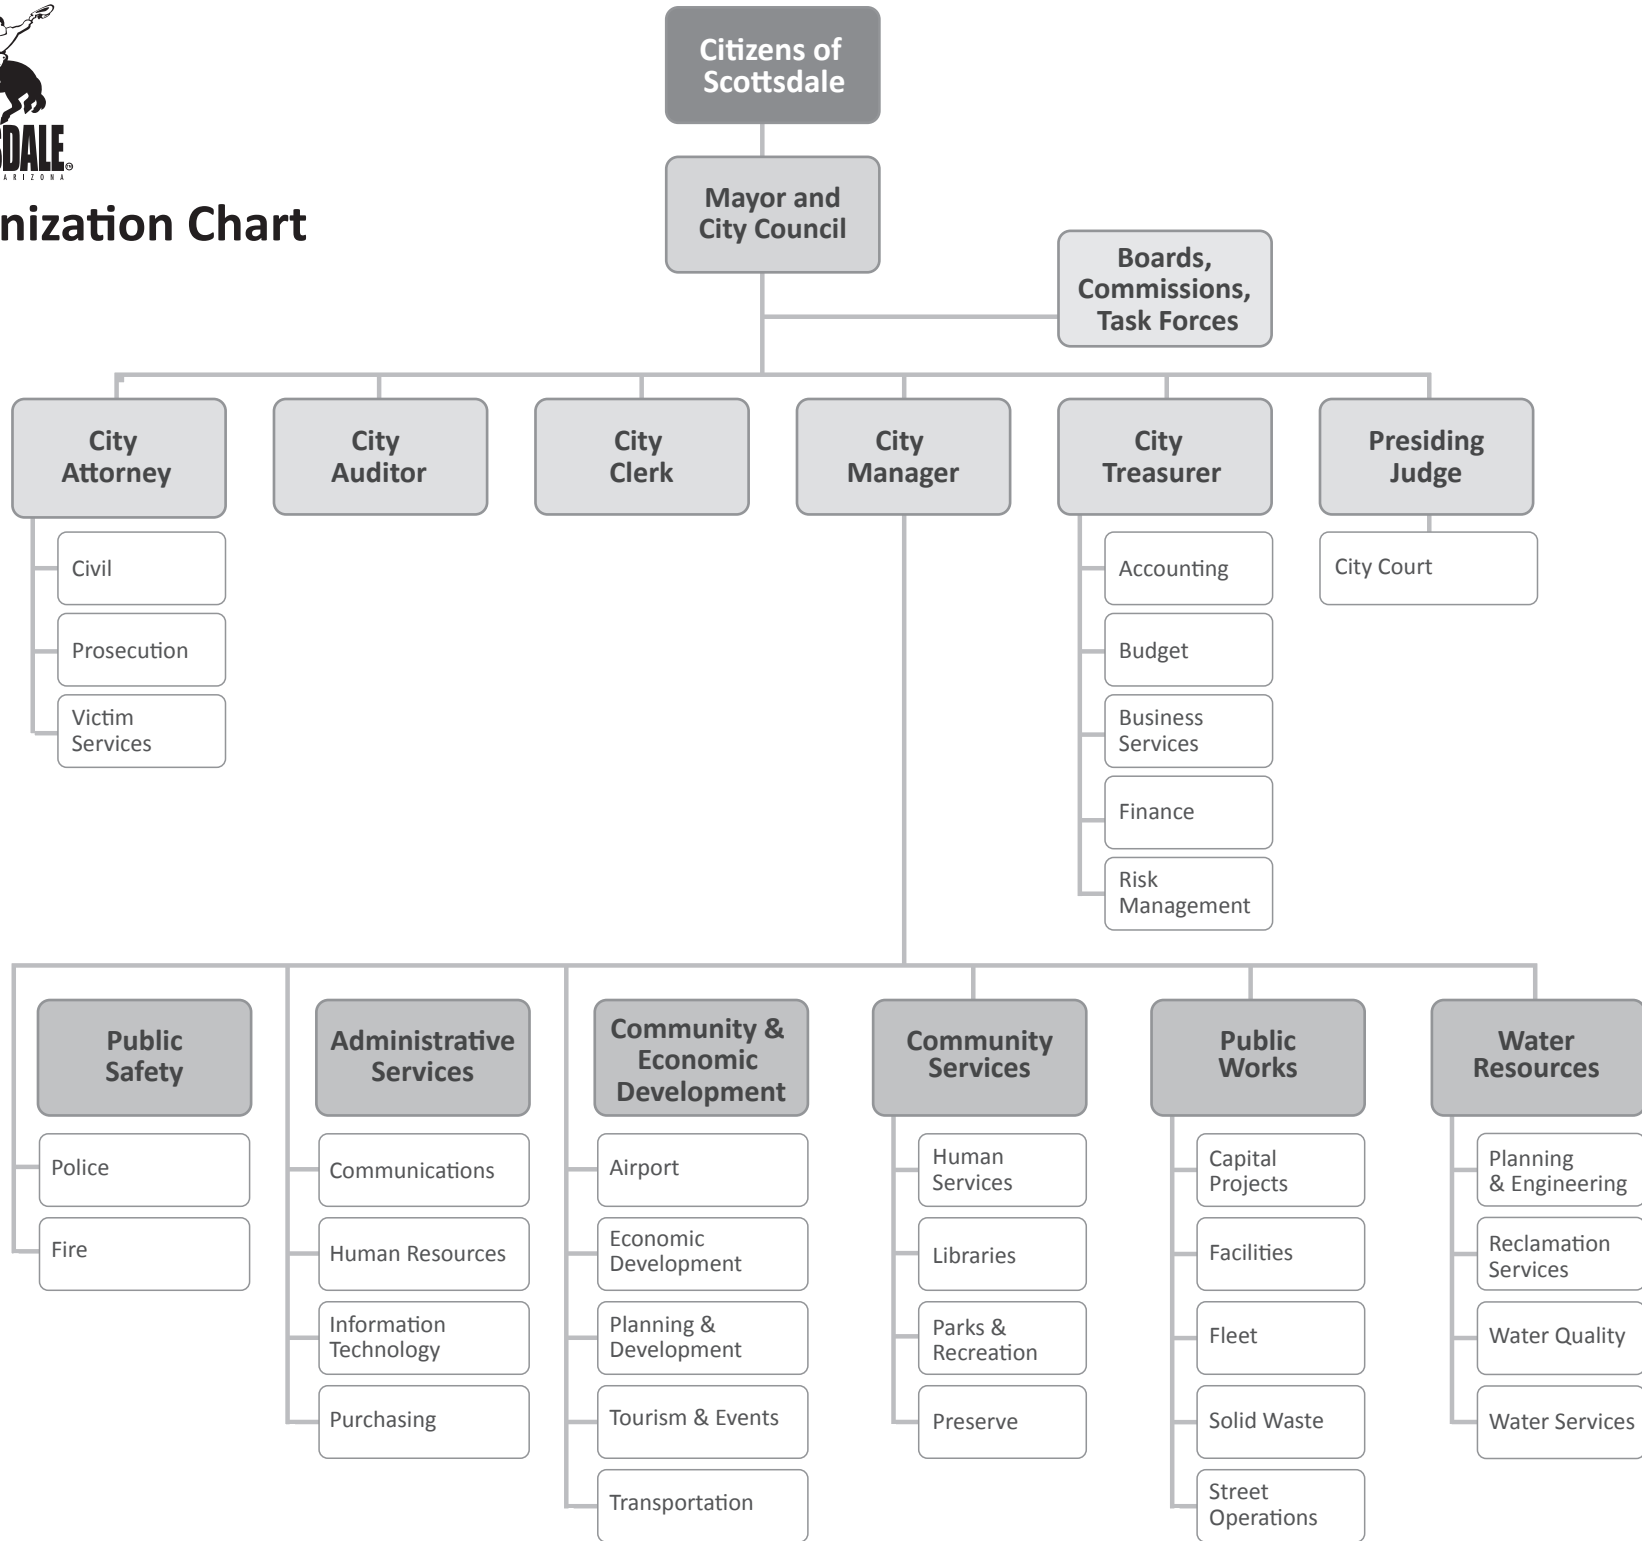 SDALE
ARIZONA
nization Chart
Citizens of
Scottsdale
Mayor and
City Council
Boards,
Commissions,
Task Forces
City
Attorney
City
Auditor
City
Clerk
City
Manager
City
Treasurer
Presiding
Judge
Civil
Prosecution
Victim
Services
Accounting
Budget
Business
Services
Finance
Risk
Management
City Court
Public
Safety
Police
Fire
Administrative
Services
Communications
Human Resources
Information
Technology
Purchasing
Community &
Economic
Development
Airport
Economic
Development
Planning &
Development
Tourism & Events
Transportation
Community
Services
Human
Services
Libraries
Parks &
Recreation
Preserve
Public
Works
Capital
Projects
Facilities
Fleet
Solid Waste
Street
Operations
Water
Resources
Planning
& Engineering
Reclamation
Services
Water Quality
Water Services